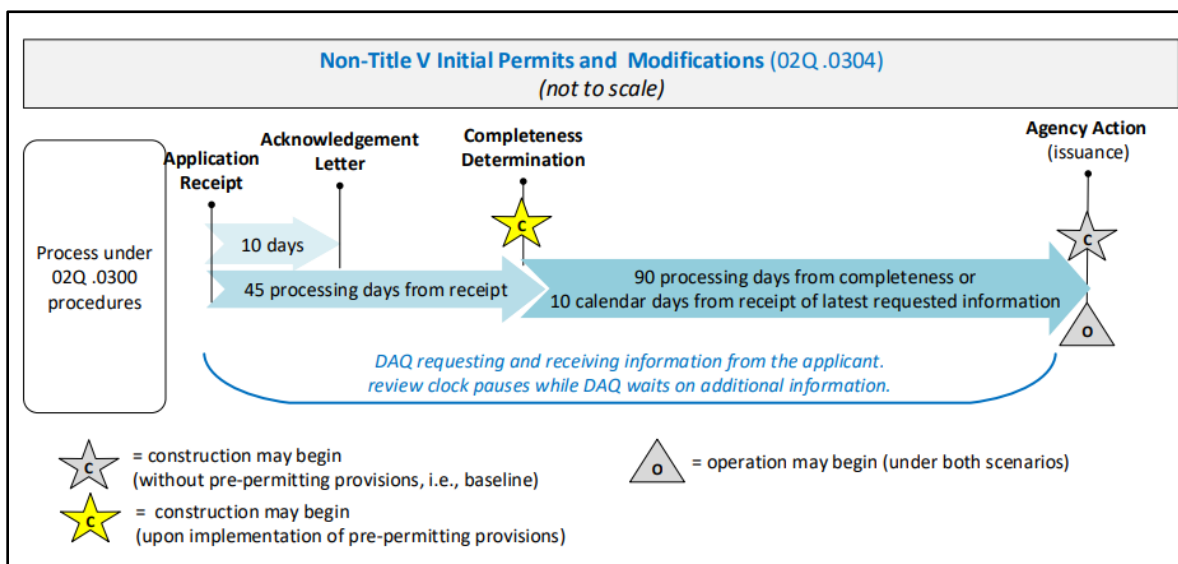 Non-Title V Initial Permits and Modifications (02Q .0304)
(not to scale)
Process under
02Q .0300
procedures
Application
Receipt
Acknowledgement
Letter
Completeness
Determination
Agency Action
(issuance)
C
C
10 days
45 processing days from receipt
90 processing days from completeness or
10 calendar days from receipt of latest requested information
O
DAQ requesting and receiving information from the applicant.
review clock pauses while DAQ waits on additional information.
C
= construction may begin
(without pre-permitting provisions, i.e., baseline)
O
= operation may begin (under both scenarios)
C
= construction may begin
(upon implementation of pre-permitting provisions)